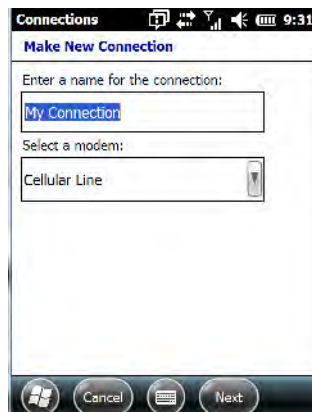 Connections 9:31
Make New Connection
Enter a name for the connection:
My Connection
Select a modem:
Cellular Line
Cancel Next